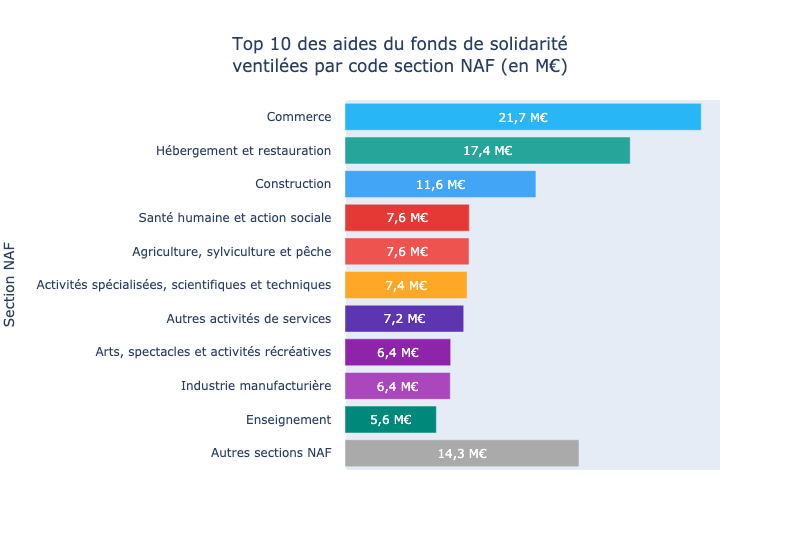 Top 10 des aides du fonds de solidarité
ventilées par code section NAF (en M€)
Section NAF
Commerce 21,7 M€
Hébergement et restauration 17,4 M€
Construction 11,6 M€
Santé humaine et action sociale 7,6 M€
Agriculture, sylviculture et pêche 7,6 M€
Activités spécialisées, scientifiques et techniques 7,4 M€
Autres activités de services 7,2 M€
Arts, spectacles et activités récréatives 6,4 M€
Industrie manufacturière 6,4 M€
Enseignement 5,6 M€
Autres sections NAF 14,3 M€